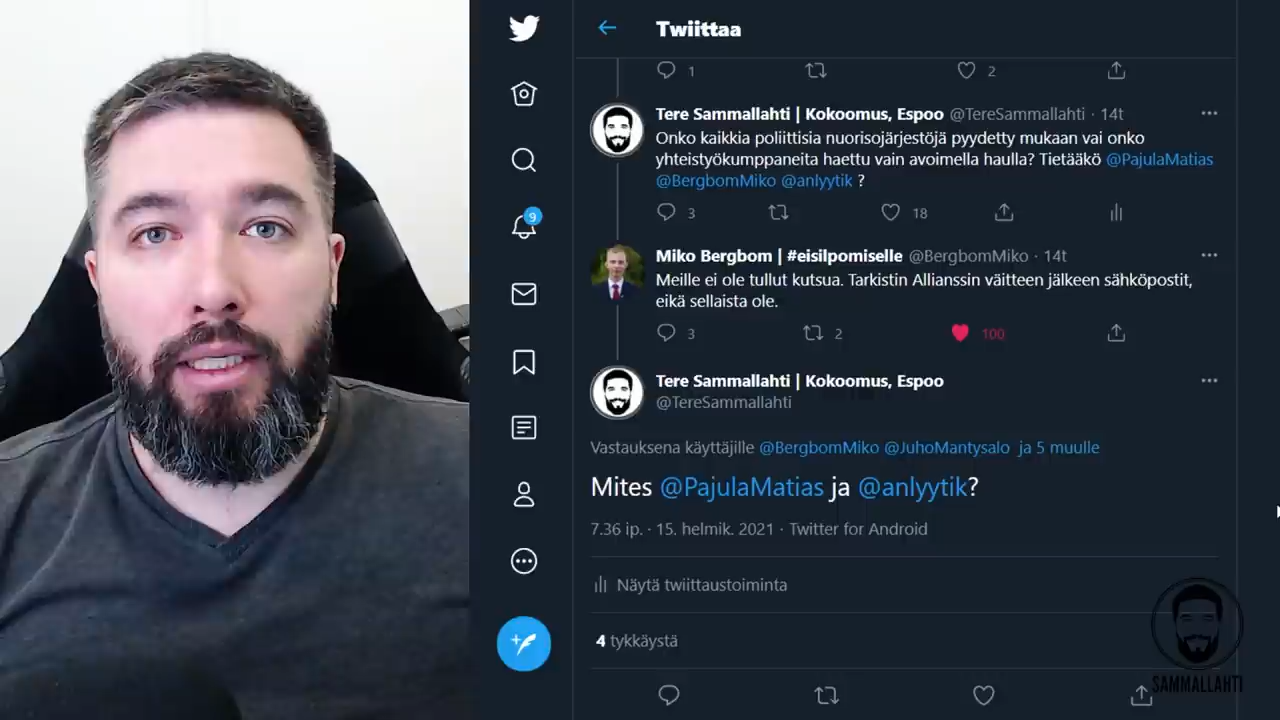 Twiittaa
1
2
Tere Sammallahti | Kokoomus, Espoo @TereSammallahti · 14t
Onko kaikkia poliittisia nuorisojärjestöjä pyydetty mukaan vai onko
yhteistyökumppaneita haettu vain avoimella haulla? Tietääkö @PajulaMatias
@BergbomMiko @anlyytik ?
3
18
9
Miko Bergbom | #eisilpomiselle @BergbomMiko · 14t
Meille ei ole tullut kutsua. Tarkistin Allianssin väitteen jälkeen sähköpostit,
eikä sellaista ole.
3
2
100
Tere Sammallahti | Kokoomus, Espoo
@TereSammallahti
Vastauksena käyttäjille @BergbomMiko @JuhoMantysalo ja 5 muulle
Mites @PajulaMatias ja @anlyytik?
7.36 ip. · 15. helmik. 2021 · Twitter for Android
Näytä twiittaustoiminta
4 tykkäystä
SAMMALLAHTI